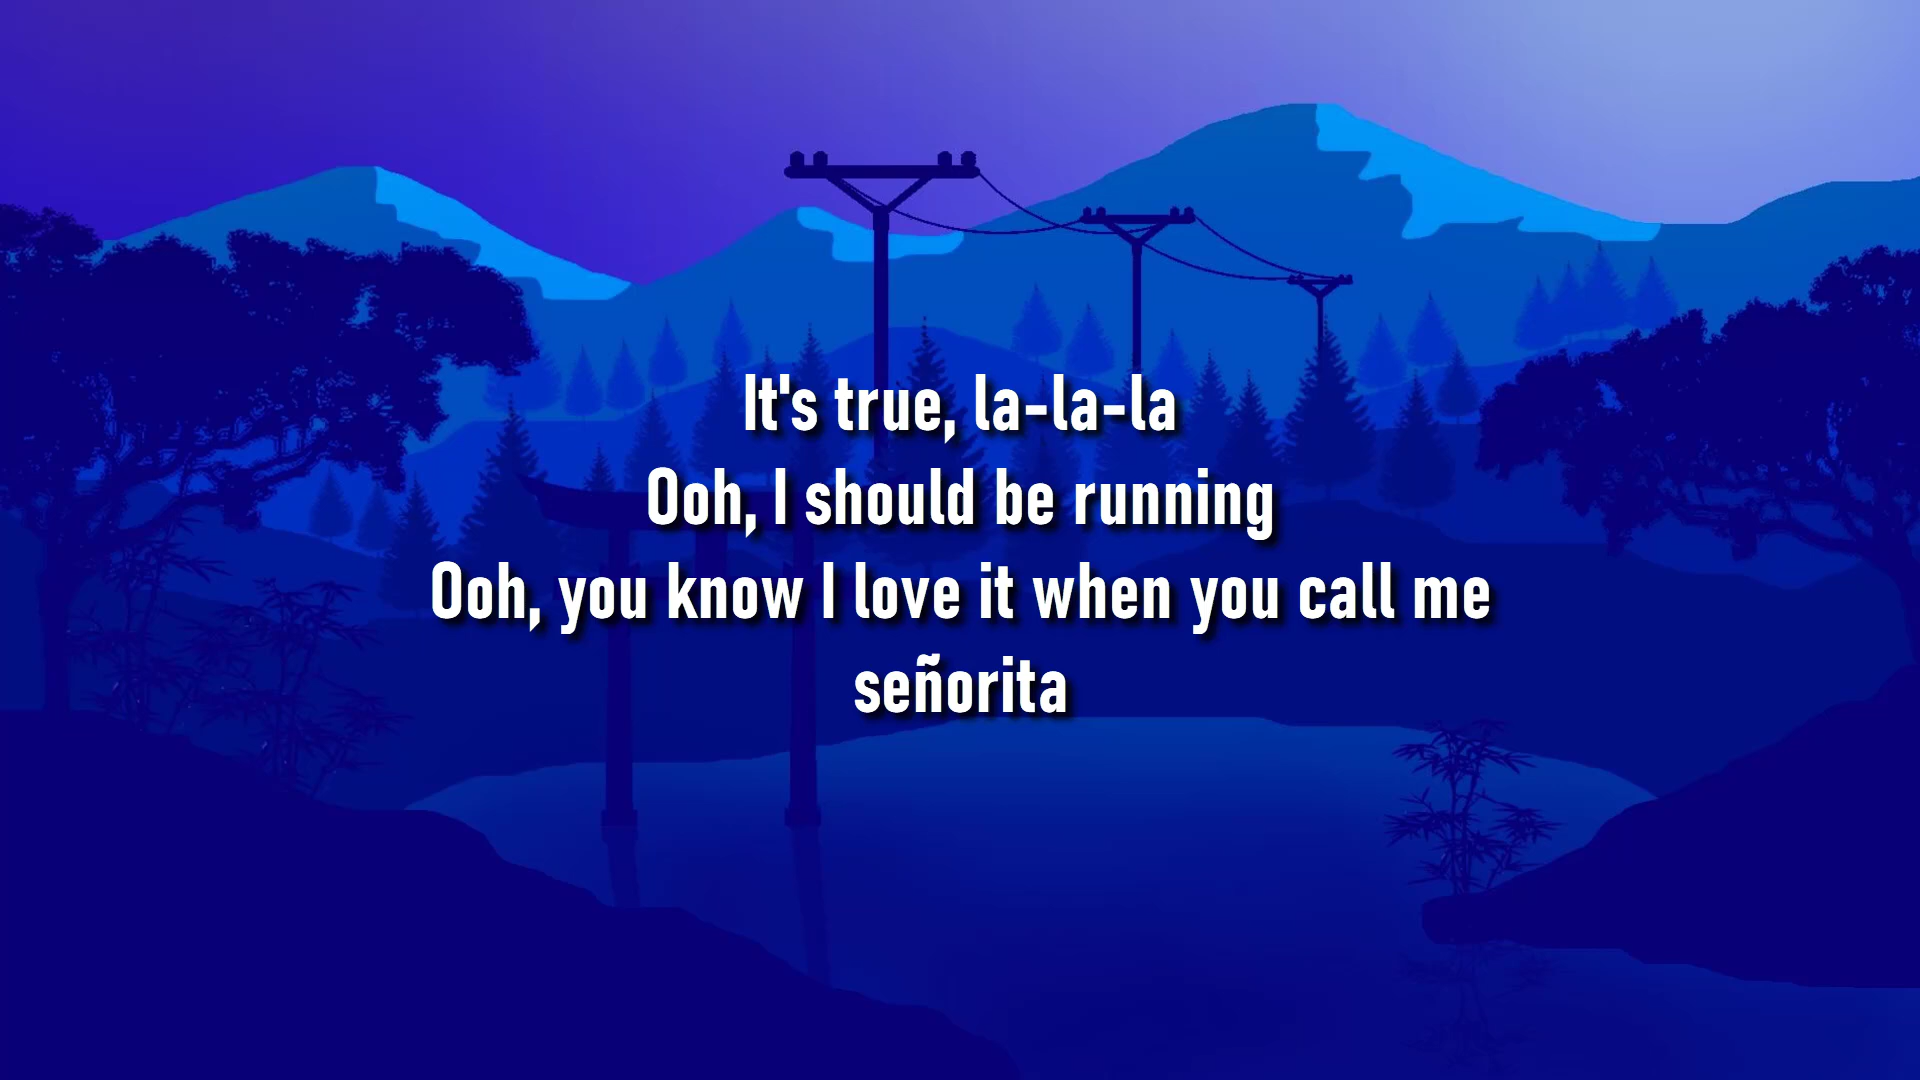 It's true, la-la-la
Ooh, I should be running
Ooh, you know I love it when you call me
señorita